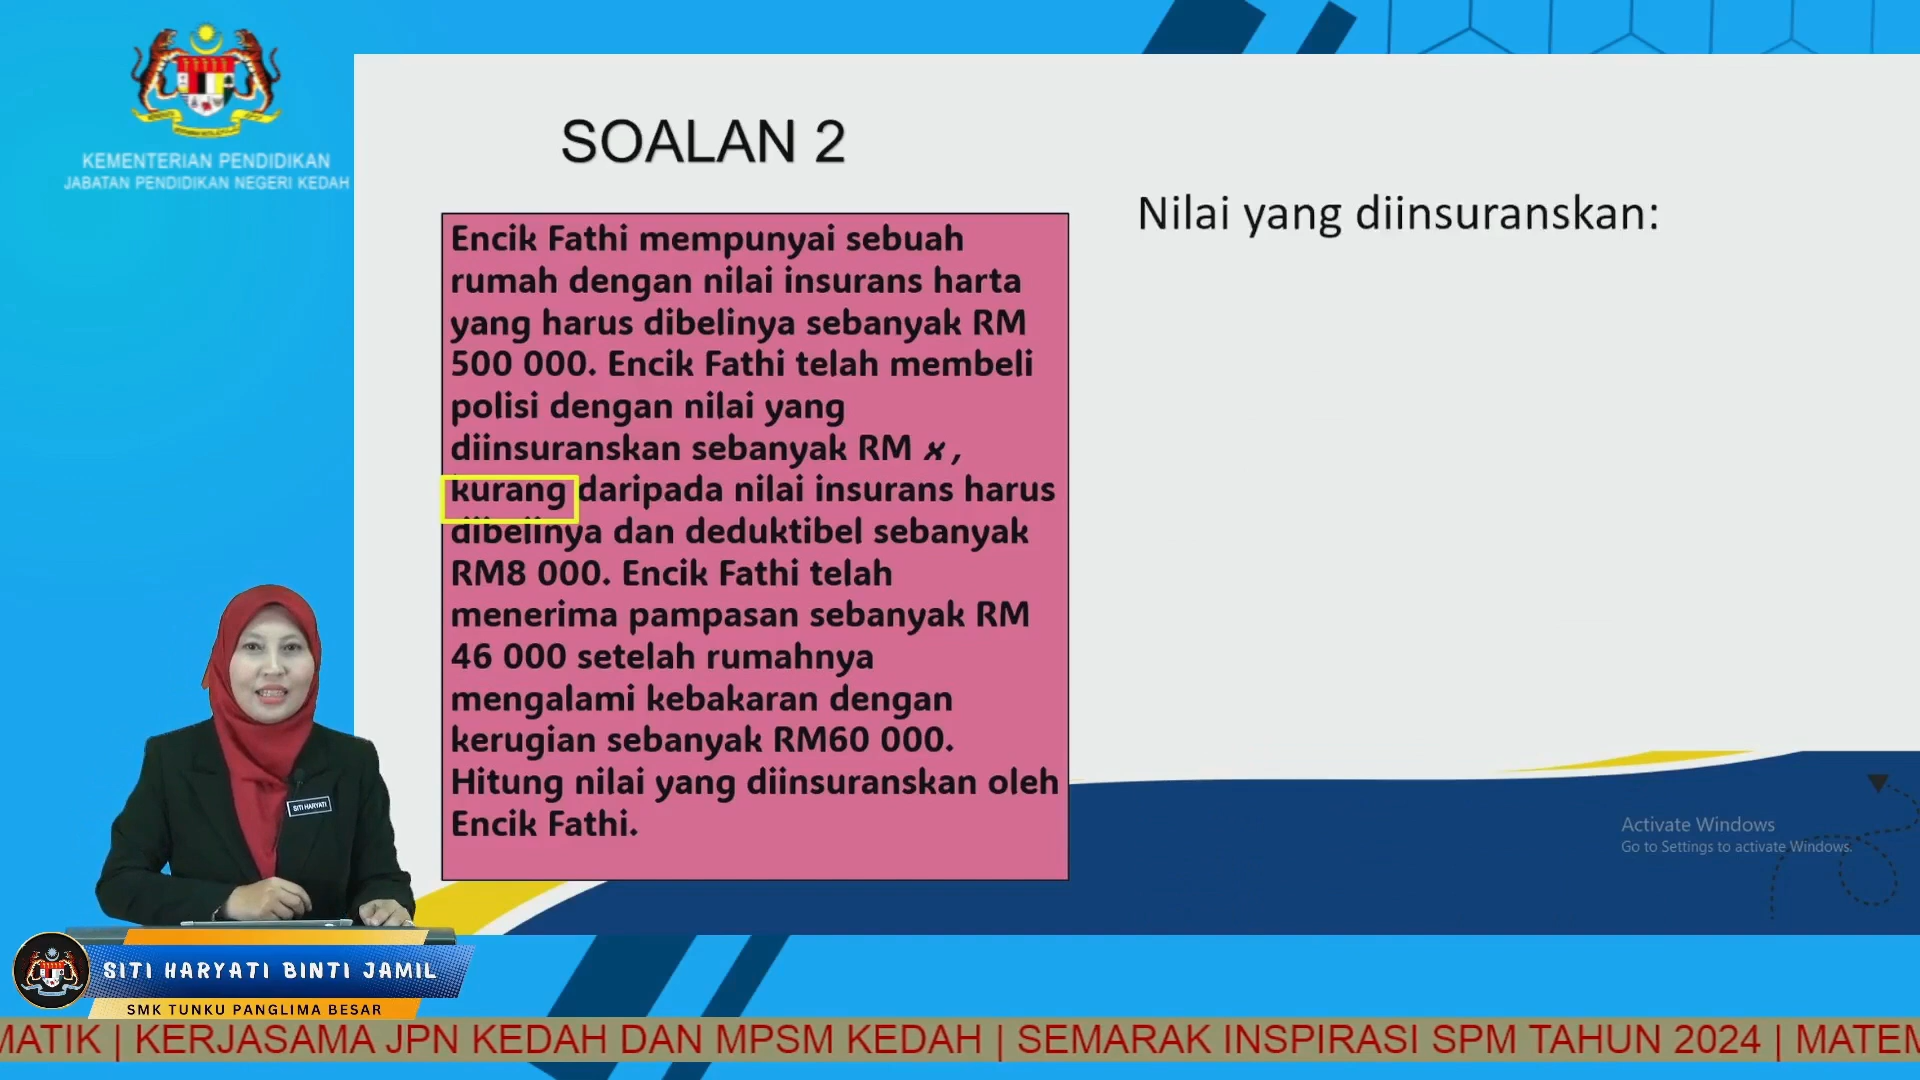 KEMENTERIAN PENDIDIKAN
JABATAN PENDIDIKAN NEGERI KEDAH
SOALAN 2
Nilai yang diinsuranskan:
Encik Fathi mempunyai sebuah
rumah dengan nilai insurans harta
yang harus dibelinya sebanyak RM
500 000. Encik Fathi telah membeli
polisi dengan nilai yang
diinsuranskan sebanyak RM x ,
kurang daripada nilai insurans harus
dibelinya dan deduktibel sebanyak
RM8 000. Encik Fathi telah
menerima pampasan sebanyak RM
46 000 setelah rumahnya
mengalami kebakaran dengan
kerugian sebanyak RM60 000.
Hitung nilai yang diinsuranskan oleh
Encik Fathi.
SITI HARYATI
Activate Windows
Go to Settings to activate Windows.
SITI HARYATI BINTI JAMIL
SMK TUNKU PANGLIMA BESAR
MATIK | KERJASAMA JPN KEDAH DAN MPSM KEDAH | SEMARAK INSPIRASI SPM TAHUN 2024 | MATEM